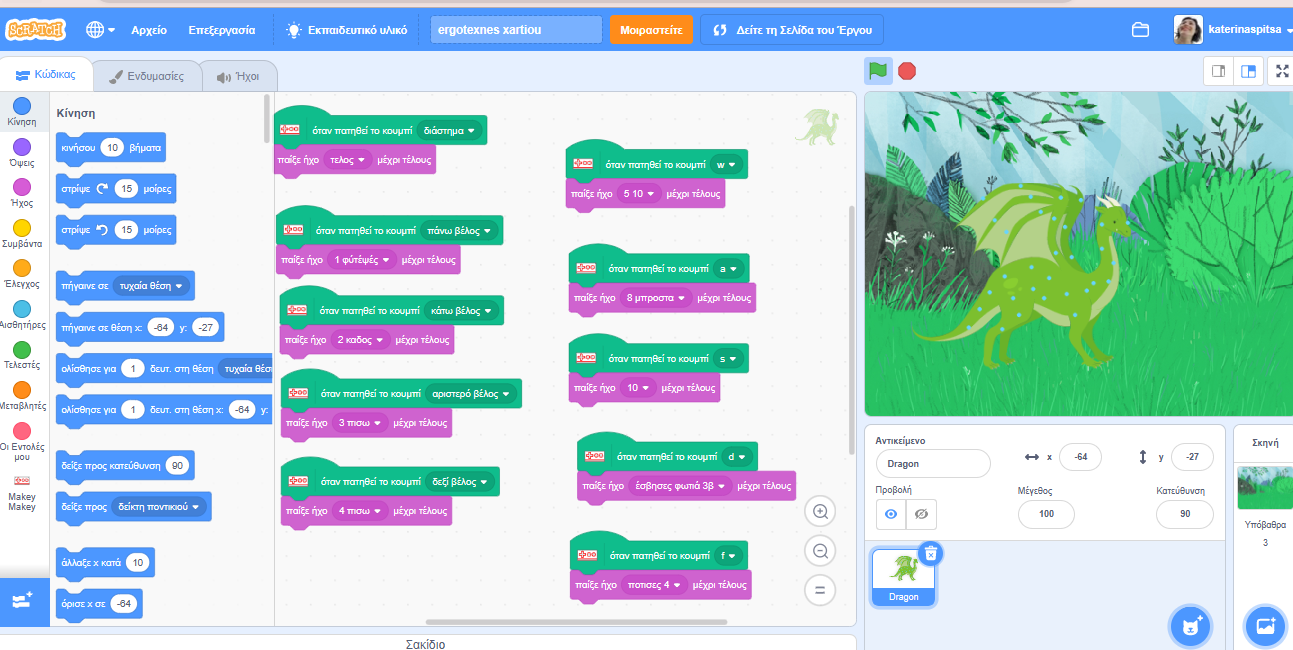 SCRATCH
Αρχείο
Επεξεργασία
Εκπαιδευτικό υλικό
ergotexnes xartiou
Μοιραστείτε
Δείτε τη Σελίδα του Έργου
katerinaspitsa
Κώδικας
Ενδυμασίες
Ήχοι
Κίνηση
Όψεις
Ήχος
Συμβάντα
Έλεγχος
Αισθητήρες
Τελεστές
Μεταβλητές
Οι Εντολές
μου
Makey
Makey
Κίνηση
κινήσου 10 βήματα
στρίψε 15 μοίρες
στρίψε 15 μοίρες
πήγαινε σε τυχαία θέση
πήγαινε σε θέση x: -64 y: -27
ολίσθησε για 1 δευτ. στη θέση τυχαία θέσ
ολίσθησε για 1 δευτ. στη θέση x: -64 y:
δείξε προς κατεύθυνση 90
δείξε προς δείκτη ποντικιού
άλλαξε x κατά 10
όρισε x σε -64
όταν πατηθεί το κουμπί διάστημα
παίξε ήχο τελος μέχρι τέλους
όταν πατηθεί το κουμπί πάνω βέλος
παίξε ήχο 1 φύτέψές μέχρι τέλους
όταν πατηθεί το κουμπί κάτω βέλος
παίξε ήχο 2 καδος μέχρι τέλους
όταν πατηθεί το κουμπί αριστερό βέλος
παίξε ήχο 3 πισω μέχρι τέλους
όταν πατηθεί το κουμπί δεξί βέλος
παίξε ήχο 4 πισω μέχρι τέλους
όταν πατηθεί το κουμπί w
παίξε ήχο 5 10 μέχρι τέλους
όταν πατηθεί το κουμπί a
παίξε ήχο 8 μπροστα μέχρι τέλους
όταν πατηθεί το κουμπί s
παίξε ήχο 10 μέχρι τέλους
όταν πατηθεί το κουμπί d
παίξε ήχο έσβησες φωτιά 3β μέχρι τέλους
όταν πατηθεί το κουμπί f
παίξε ήχο ποτισες 4 μέχρι τέλους
Σακίδιο
Αντικείμενο
Dragon
x -64
y -27
Προβολή
Μέγεθος
100
Κατεύθυνση
90
Dragon
Σκηνή
Υπόβαθρα
3